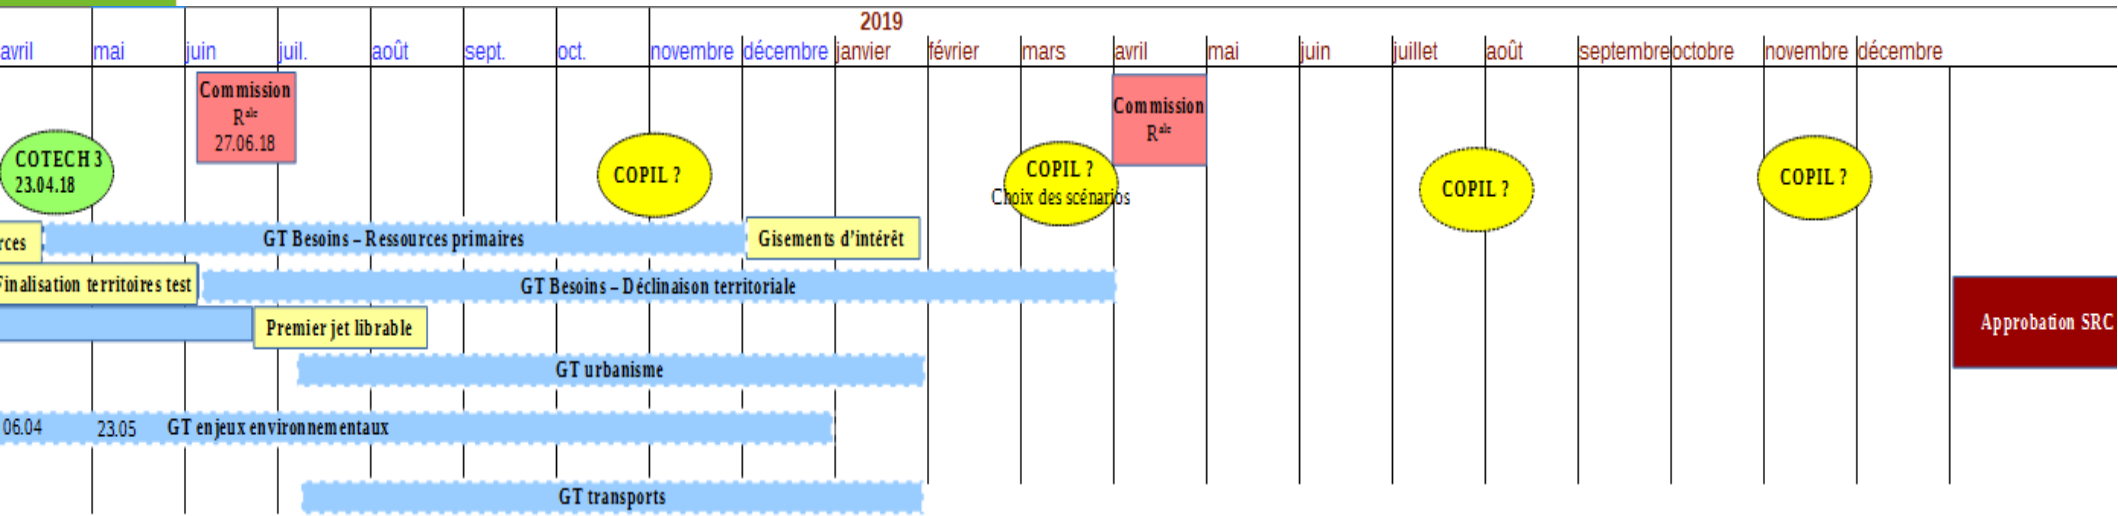 2019
avril mai juin juil. août sept. oct. novembre décembre janvier février mars avril mai juin juillet août septembre octobre novembre décembre
Commission
Rale
27.06.18
Commission
Rale
COTECH 3
23.04.18
COPIL ?
COPIL ?
Choix des scénarios
COPIL ?
COPIL ?
rces
GT Besoins – Ressources primaires
Gisements d'intérêt
Finalisation territoires test
GT Besoins – Déclinaison territoriale
Premier jet librable
Approbation SRC
GT urbanisme
06.04 23.05 GT enjeux environnementaux
GT transports